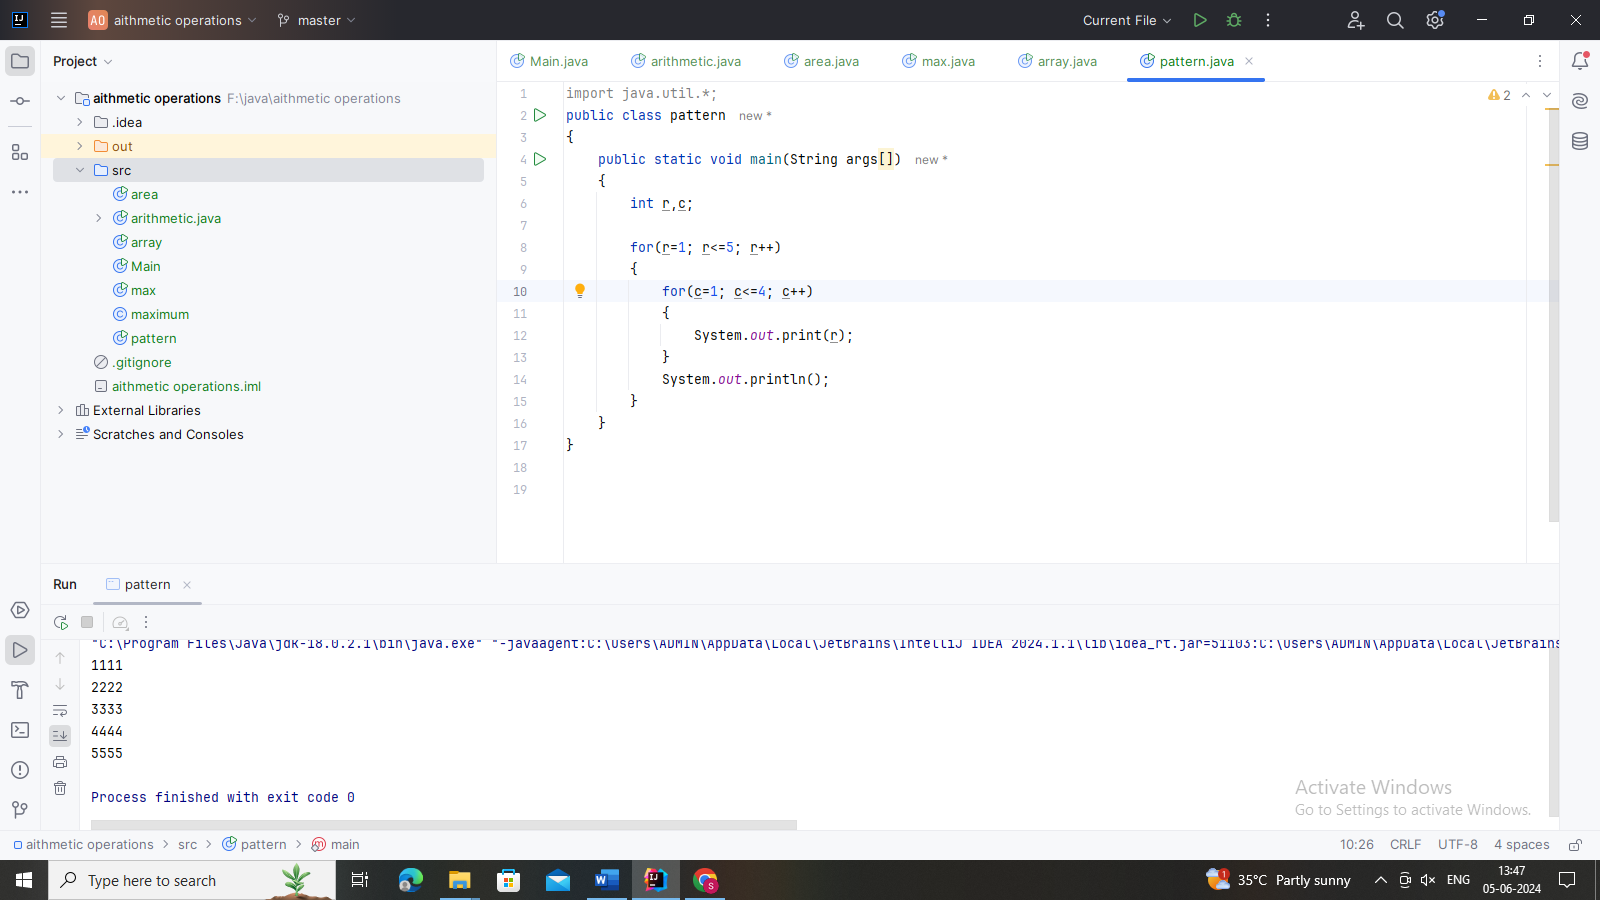 IJ AO aithmetic operations master Current File
Project
Main.java arithmetic.java area.java max.java array.java pattern.java
aithmetic operations F:\java\aithmetic operations
.idea
out
src
area
arithmetic.java
array
Main
max
maximum
pattern
.gitignore
aithmetic operations.iml
External Libraries
Scratches and Consoles
2
1 import java.util.*;
2 public class pattern new *
3 {
4 public static void main(String args[]) new *
5 {
6 int r,c;
7
8 for(r=1; r<=5; r++)
9 {
10 for(c=1; c<=4; c++)
11 {
12 System.out.print(r);
13 }
14 System.out.println();
15 }
16 }
17 }
18
19
Run pattern
"C:\Program Files\Java\jdk-18.0.2.1\bin\java.exe" "-javaagent:C:\Users\ADMIN\AppData\Local\JetBrains\IntelliJ IDEA 2024.1.1\lib\idea_rt.jar=51103:C:\Users\ADMIN\AppData\Local\JetBrains
1111
2222
3333
4444
5555
Process finished with exit code 0
Activate Windows
Go to Settings to activate Windows.
aithmetic operations > src > pattern > main 10:26 CRLF UTF-8 4 spaces
Type here to search 1 35°C Partly sunny ENG 13:47
05-06-2024